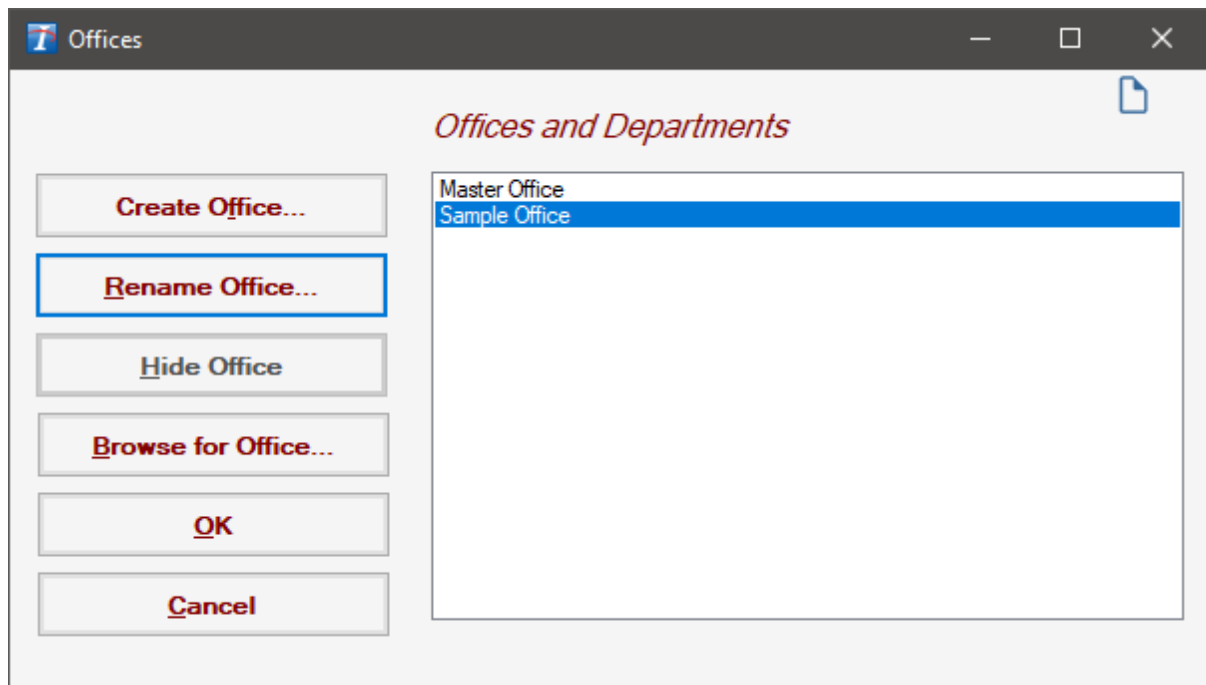 Offices
Offices and Departments
Create Office...
Rename Office...
Hide Office
Browse for Office...
OK
Cancel
Master Office
Sample Office